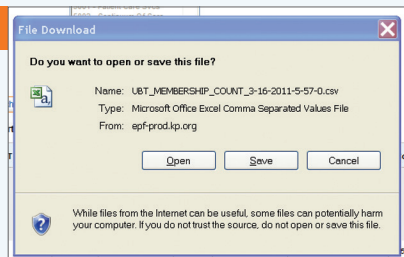 File Download
Do you want to open or save this file?
Name: UBT_MEMBERSHIP_COUNT_3-16-2011-5-57-0.csv
Type: Microsoft Office Excel Comma Separated Values File
From: epf-prod.kp.org
Open
Save
Cancel
While files from the Internet can be useful, some files can potentially harm
your computer. If you do not trust the source, do not open or save this file.